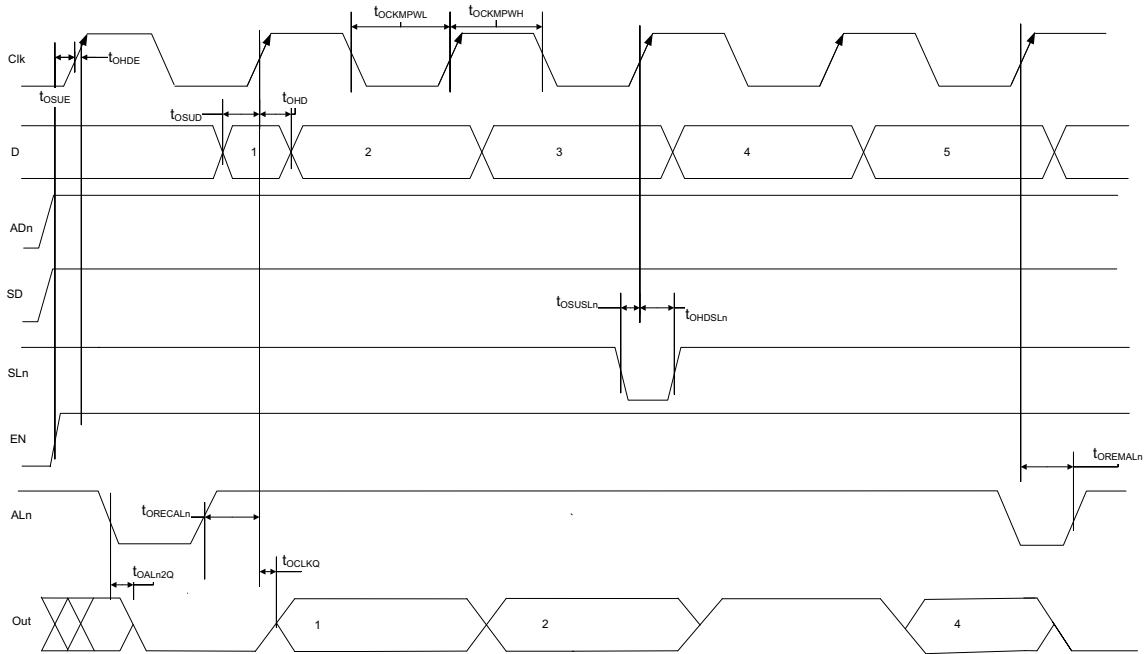 tOCKMPWL
tOCKMPWH
Clk
tOHDE
tOSUE
tOSUD
tOHD
D
1
2
3
4
5
ADn
SD
tOSUSLn
tOHDSLn
SLn
EN
tOREMALn
ALn
tORECALn
tOALn2Q
tOCLKQ
Out
1
2
4